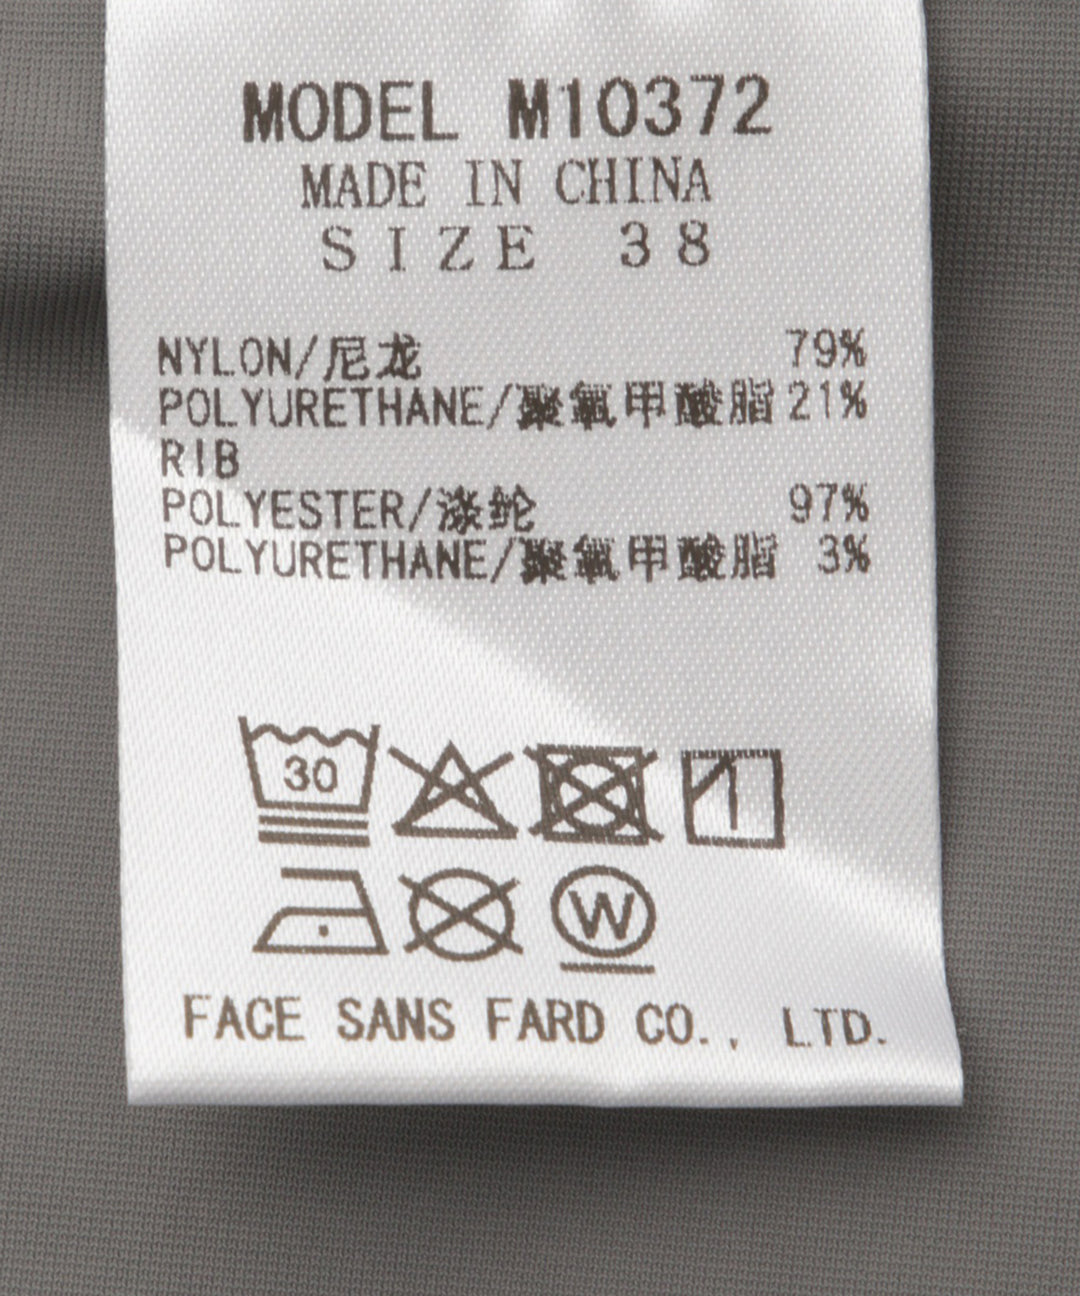 MODEL M10372
MADE IN CHINA
SIZE 38
NYLON/尼龙 79%
POLYURETHANE/聚氨甲酸脂 21%
RIB
POLYESTER/涤纶 97%
POLYURETHANE/聚氨甲酸脂 3%
30
W
FACE SANS FARD CO., LTD.